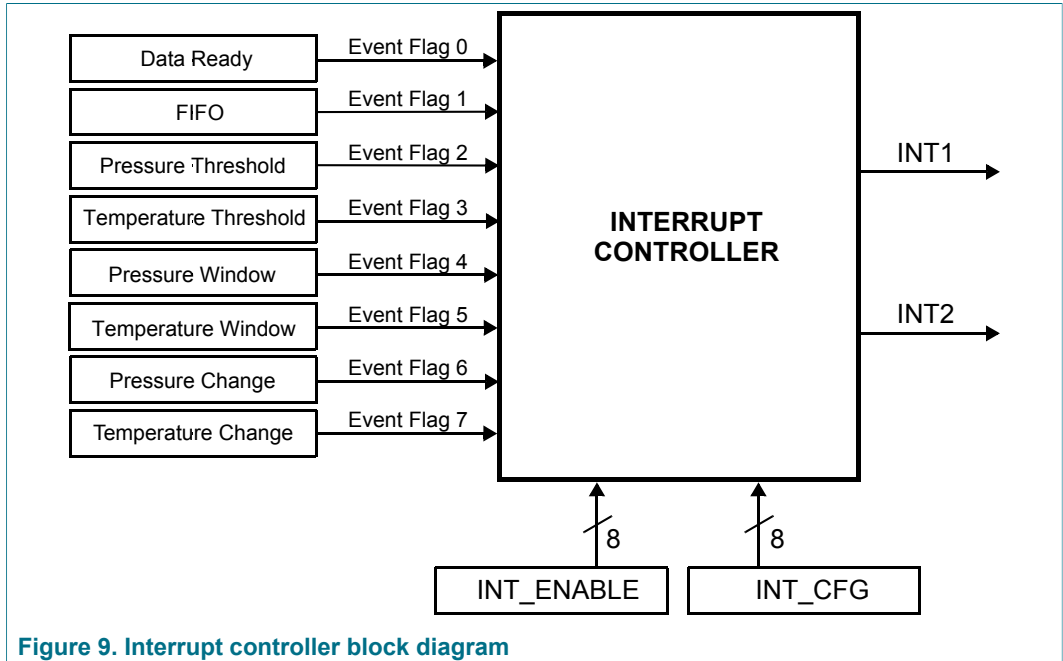 Data Ready
Event Flag 0
FIFO
Event Flag 1
Pressure Threshold
Event Flag 2
Temperature Threshold
Event Flag 3
Pressure Window
Event Flag 4
Temperature Window
Event Flag 5
Pressure Change
Event Flag 6
Temperature Change
Event Flag 7
INTERRUPT
CONTROLLER
INT1
INT2
8
8
INT_ENABLE
INT_CFG
Figure 9. Interrupt controller block diagram